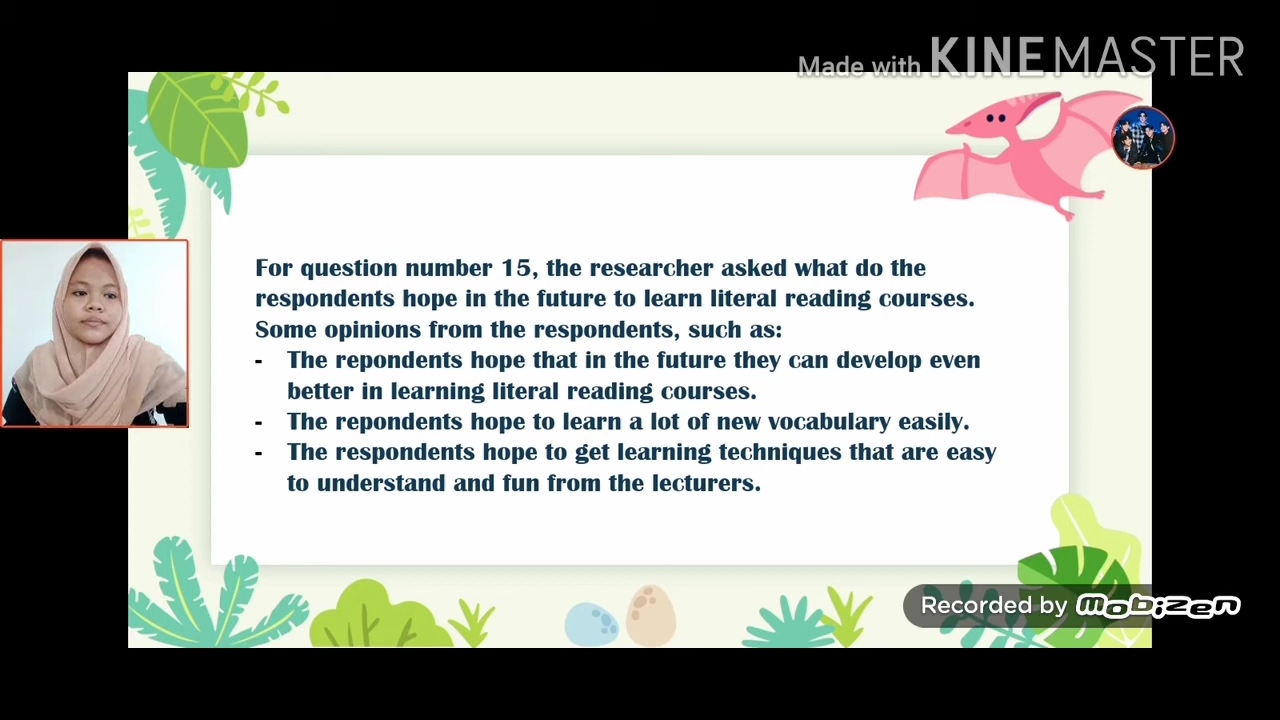 Made with KINEMASTER
For question number 15, the researcher asked what do the
respondents hope in the future to learn literal reading courses.
Some opinions from the respondents, such as:
- The repondents hope that in the future they can develop even
better in learning literal reading courses.
- The repondents hope to learn a lot of new vocabulary easily.
- The respondents hope to get learning techniques that are easy
to understand and fun from the lecturers.
Recorded by mobizen